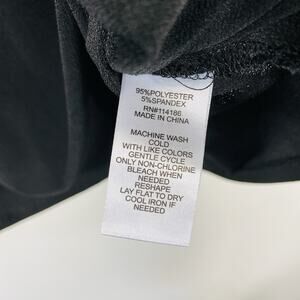 95%POLYESTER
5%SPANDEX
RN#114186
MADE IN CHINA
MACHINE WASH
COLD
WITH LIKE COLORS
GENTLE CYCLE
ONLY NON-CHLORINE
BLEACH WHEN
NEEDED
RESHAPE
LAY FLAT TO DRY
COOL IRON IF
NEEDED